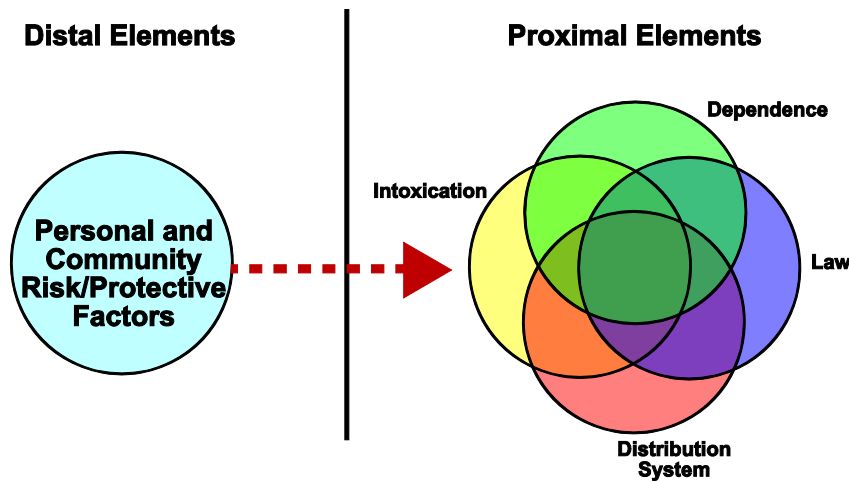 Distal Elements
Proximal Elements
Dependence
Intoxication
Personal and
Community
Risk/Protective
Factors
Law
Distribution
System